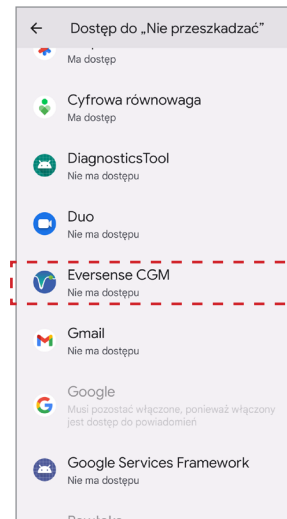 Dostęp do „Nie przeszkadzać”
Ma dostęp
Cyfrowa równowaga
Ma dostęp
DiagnosticsTool
Nie ma dostępu
Duo
Nie ma dostępu
Eversense CGM
Nie ma dostępu
Gmail
Nie ma dostępu
Google
Musi pozostać włączone, ponieważ włączony
jest dostęp do powiadomień
Google Services Framework
Nie ma dostępu